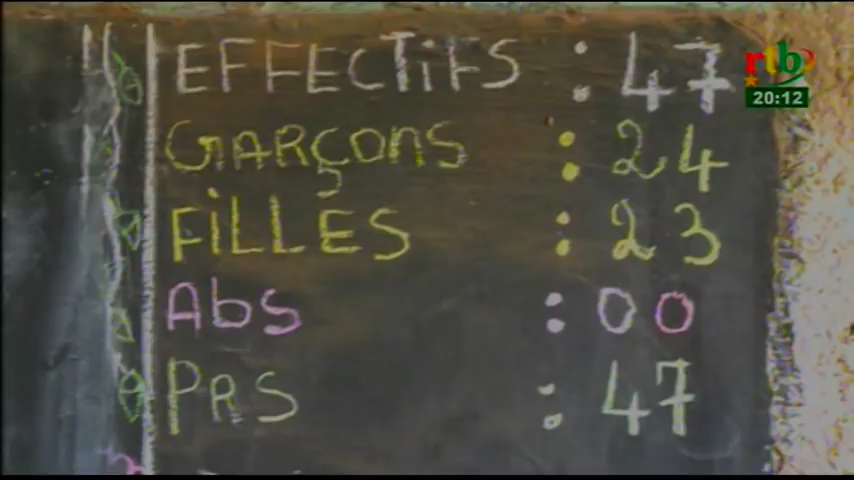 EFFECTiFS : 47
GARÇONS : 24
FiLLES : 23
Abs : 00
PRS : 47
rtb
20:12